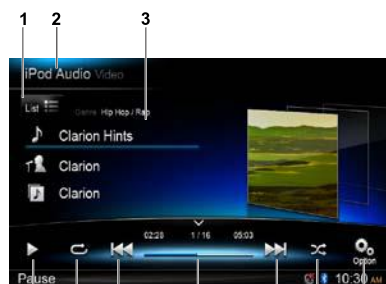 1 2 3
iPod Audio Video
List Genre Hip Hop / Rap
Clarion Hints
Clarion
Clarion
02:28 1 / 16 05:03
Option
Pause 10:30 AM